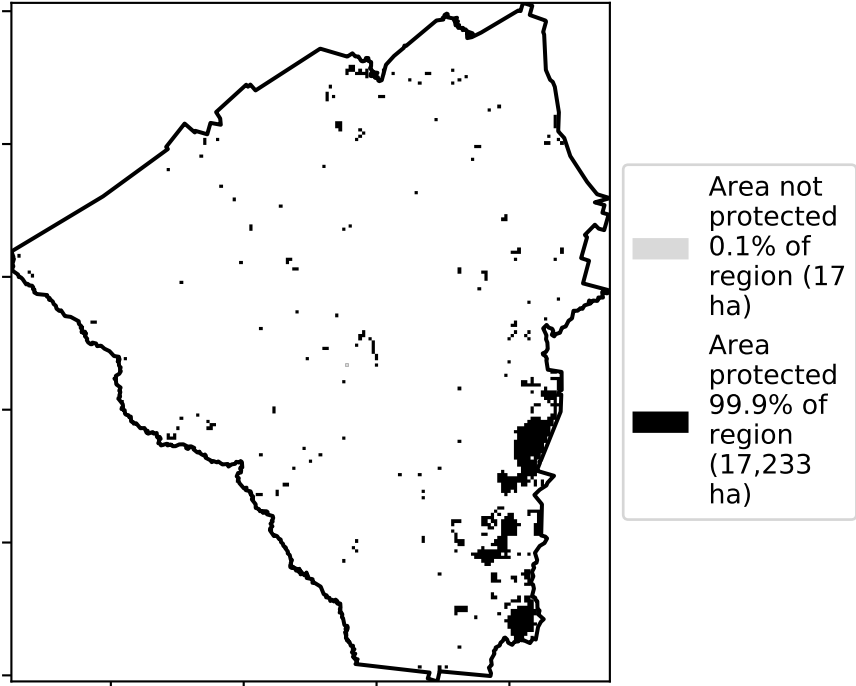 Area not
protected
0.1% of
region (17
ha)
Area
protected
99.9% of
region
(17,233
ha)